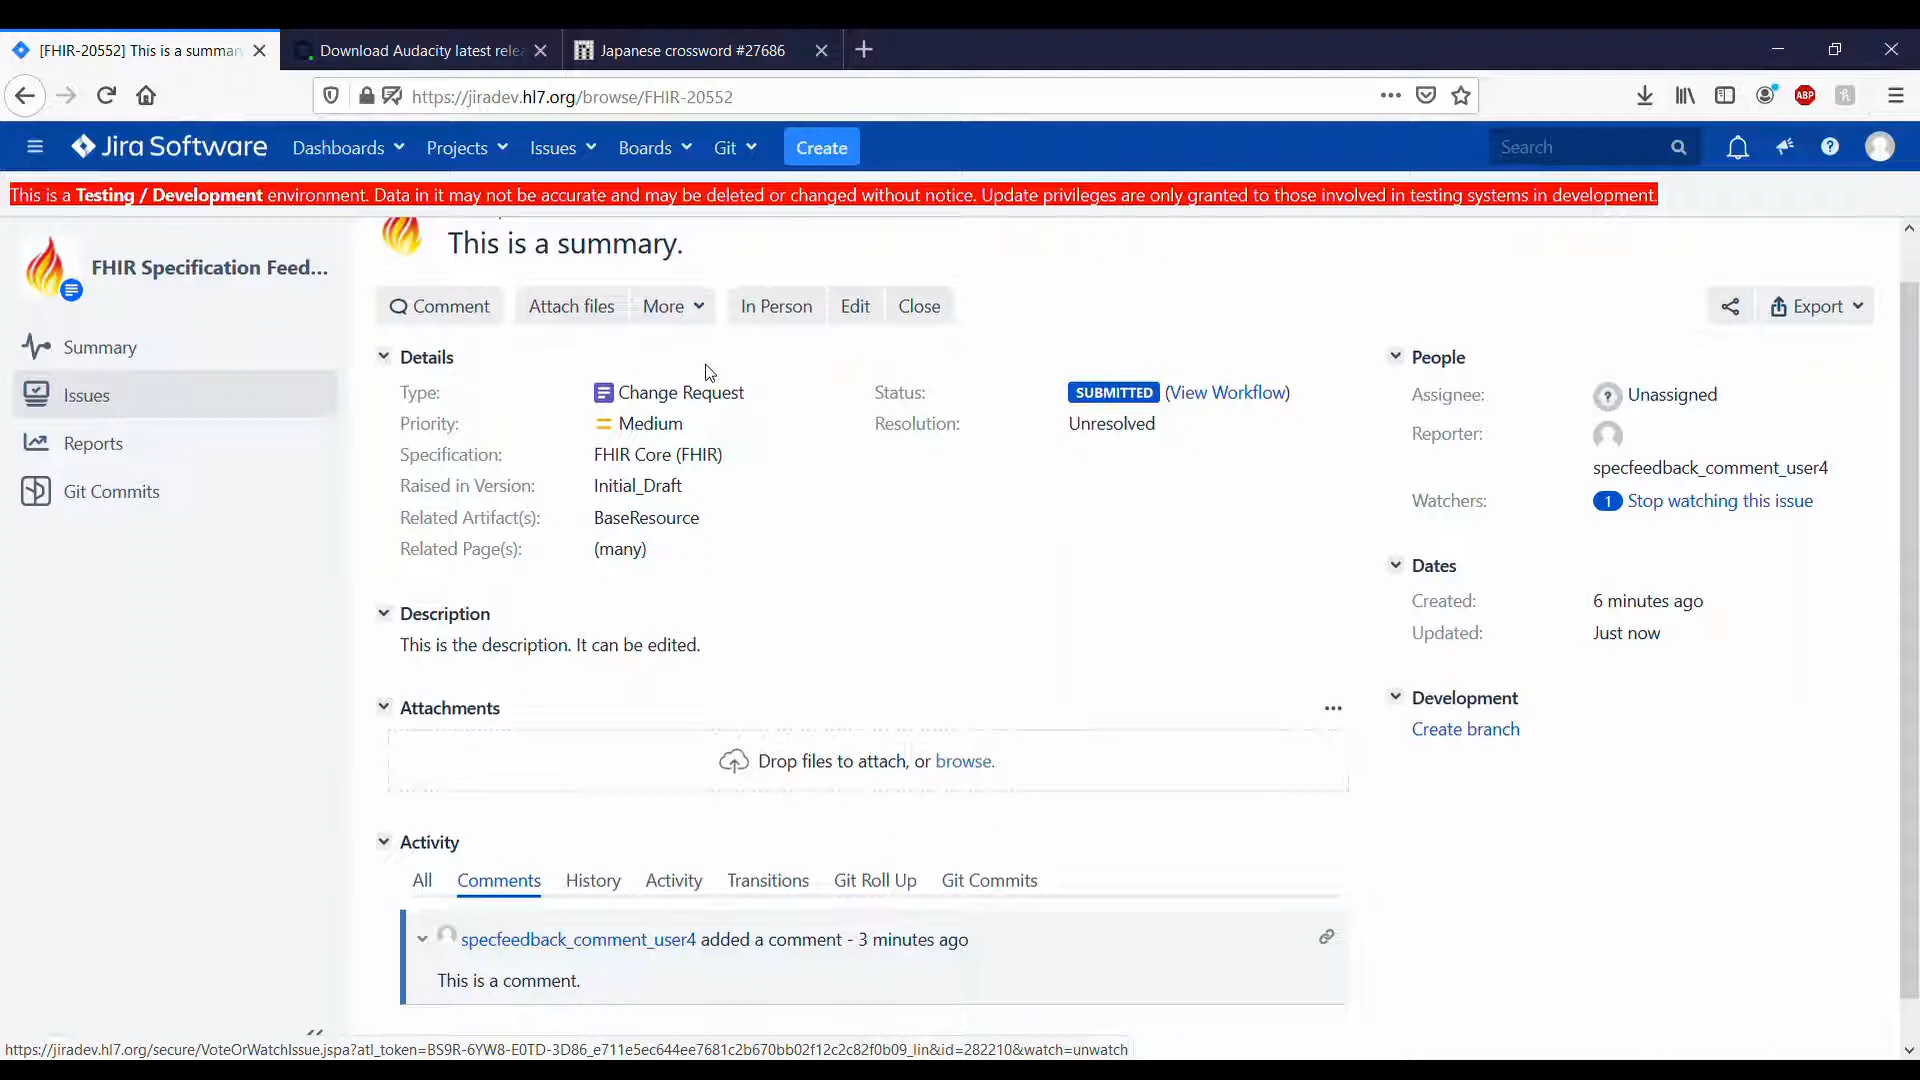 [FHIR-20552] This is a summar
Download Audacity latest rele
Japanese crossword #27686
https://jiradev.hl7.org/browse/FHIR-20552
ABP
Jira Software
Dashboards
Projects
Issues
Boards
Git
Create
Search
This is a Testing / Development environment. Data in it may not be accurate and may be deleted or changed without notice. Update privileges are only granted to those involved in testing systems in development.
FHIR Specification Feed...
Summary
Issues
Reports
Git Commits
This is a summary.
Comment
Attach files
More
In Person
Edit
Close
Export
Details
Type:
Change Request
Status:
SUBMITTED (View Workflow)
Priority:
Medium
Resolution:
Unresolved
Specification:
FHIR Core (FHIR)
Raised in Version:
Initial_Draft
Related Artifact(s):
BaseResource
Related Page(s):
(many)
Description
This is the description. It can be edited.
Attachments
Drop files to attach, or browse.
Activity
All
Comments
History
Activity
Transitions
Git Roll Up
Git Commits
specfeedback_comment_user4 added a comment - 3 minutes ago
This is a comment.
People
Assignee:
Unassigned
Reporter:
specfeedback_comment_user4
Watchers:
1 Stop watching this issue
Dates
Created:
6 minutes ago
Updated:
Just now
Development
Create branch
https://jiradev.hl7.org/secure/VoteOrWatchIssue.jspa?atl_token=BS9R-6YW8-E0TD-3D86_e711e5ec644ee7681c2b670bb02f12c2c82f0b09_lin&id=282210&watch=unwatch